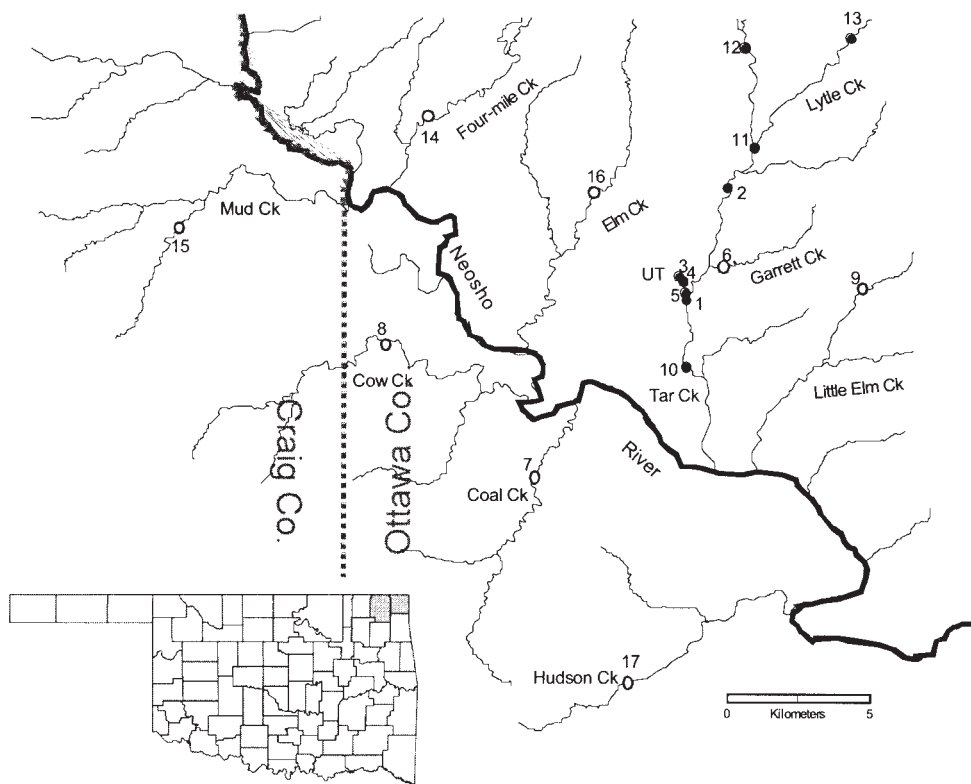 13
12
Lytle Ck
Four-mile Ck
14
11
16
2
Elm Ck
Mud Ck
15
Neosho
6
Garrett Ck
UT
3
4
5
1
9
8
Cow Ck
10
Tar Ck
Little Elm Ck
Craig Co.
Ottawa Co.
River
7
Coal Ck
17
Hudson Ck
0 Kilometers 5